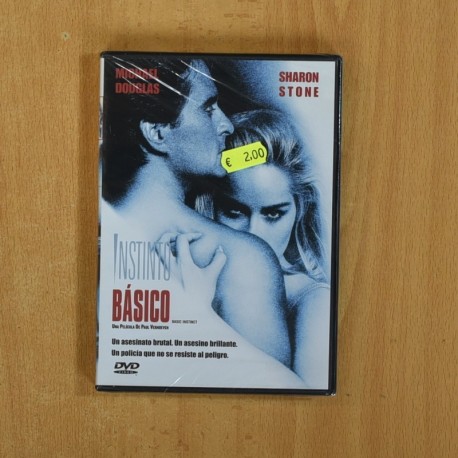 MICHAEL
DOUGLAS
SHARON
STONE
€ 2,00
INSTINTO
BÁSICO
BASIC INSTINCT
UNA PELÍCULA DE PAUL VERHOEVEN
Un asesinato brutal. Un asesino brillante.
Un policía que no se resiste al peligro.
DVD
VIDEO